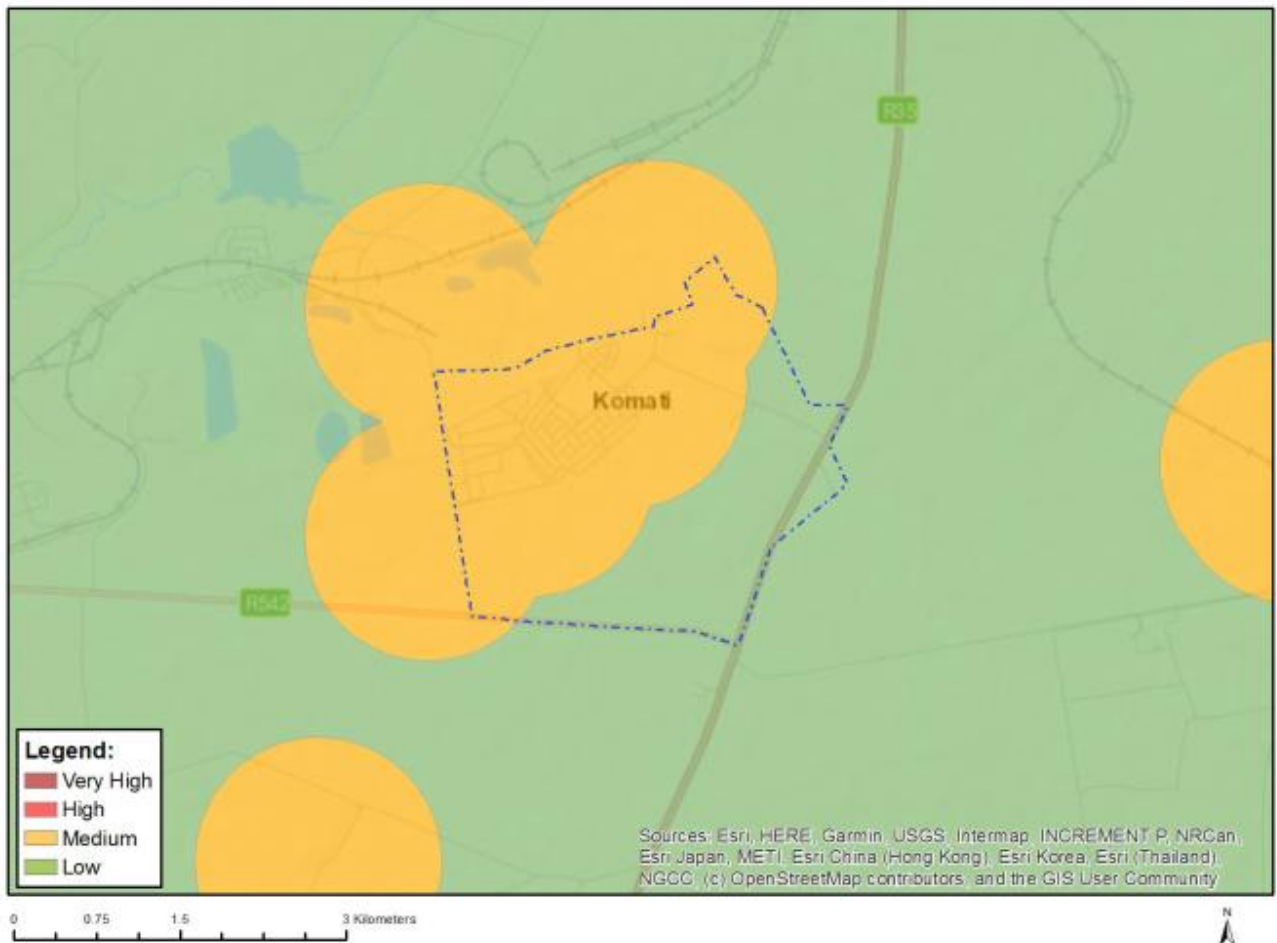 R35
Komati
R542
Legend:
Very High
High
Medium
Low
Sources: Esri, HERE, Garmin, USGS, Intermap, INCREMENT P, NRCan,
Esri Japan, METI, Esri China (Hong Kong), Esri Korea, Esri (Thailand),
NGCC, (c) OpenStreetMap contributors, and the GIS User Community
0 0.75 1.5 3 Kilometers
N